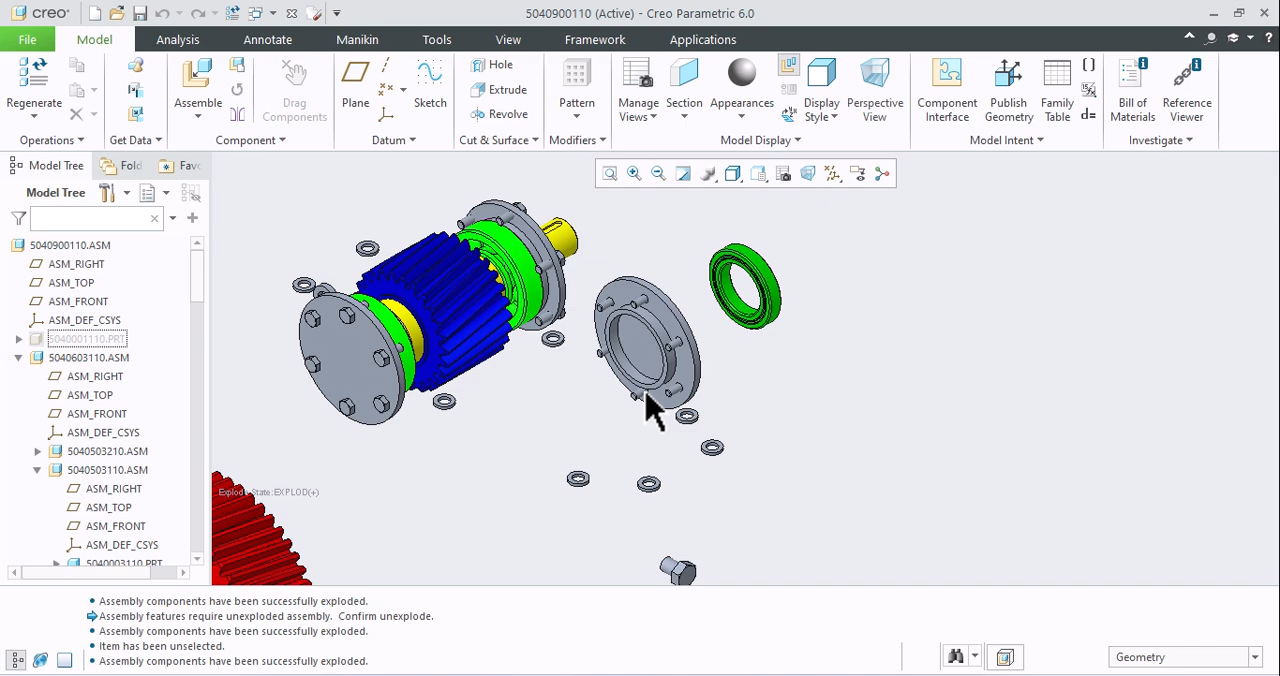 creo®
5040900110 (Active) - Creo Parametric 6.0
File Model Analysis Annotate Manikin Tools View Framework Applications
Regenerate
Operations
Get Data
Assemble
Drag Components
Component
Plane
Sketch
Datum
Hole
Extrude
Revolve
Cut & Surface
Pattern
Modifiers
Manage Views
Section
Appearances
Display Style
Perspective View
Model Display
Component Interface
Publish Geometry
Family Table
d=
Model Intent
Bill of Materials
Reference Viewer
Investigate
Model Tree
Fold
Fav
Model Tree
5040900110.ASM
ASM_RIGHT
ASM_TOP
ASM_FRONT
ASM_DEF_CSYS
5040001110.PRT
5040603110.ASM
ASM_RIGHT
ASM_TOP
ASM_FRONT
ASM_DEF_CSYS
5040503210.ASM
5040503110.ASM
ASM_RIGHT
ASM_TOP
ASM_FRONT
ASM_DEF_CSYS
5040003110.PRT
Explode State:EXPLOD(+)
Assembly components have been successfully exploded.
Assembly features require unexploded assembly. Confirm unexplode.
Assembly components have been successfully exploded.
Item has been unselected.
Assembly components have been successfully exploded.
Geometry